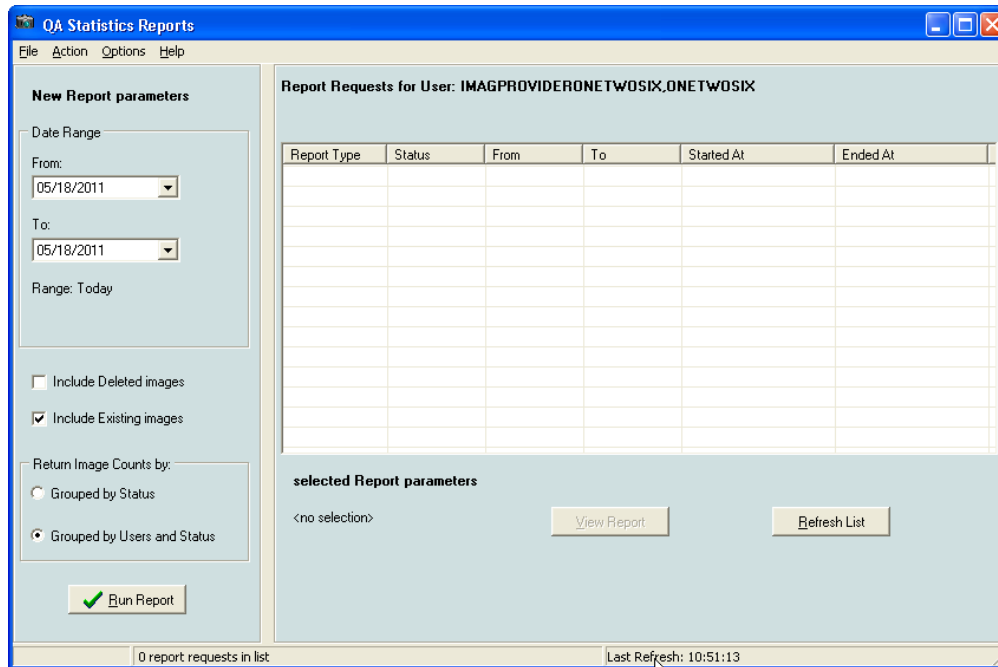 QA Statistics Reports
File Action Options Help
New Report parameters
Date Range
From:
05/18/2011
To:
05/18/2011
Range: Today
Include Deleted images
Include Existing images
Return Image Counts by:
Grouped by Status
Grouped by Users and Status
Run Report
Report Requests for User: IMAGPROVIDERONETWOSIX,ONETWOSIX
Report Type Status From To Started At Ended At
selected Report parameters
<no selection>
View Report
Refresh List
0 report requests in list
Last Refresh: 10:51:13